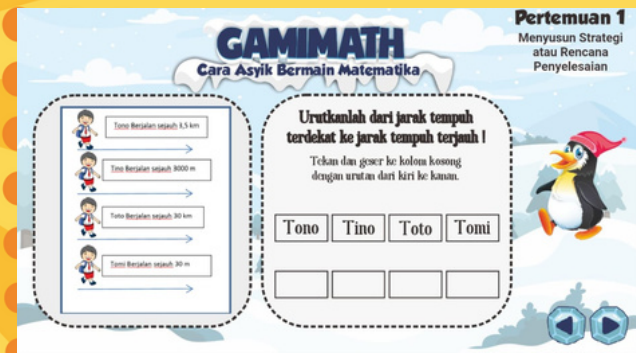 Pertemuan 1
Menyusun Strategi
atau Rencana
Penyelesaian
GAMIMATH
Cara Asyik Bermain Matematika
Tono Berjalan sejauh 3,5 km
Tino Berjalan sejauh 3000 m
Toto Berjalan sejauh 30 km
Tomi Berjalan sejauh 30 m
Urutkanlah dari jarak tempuh
terdekat ke jarak tempuh terjauh !
Tekan dan geser ke kolom kosong
dengan urutan dari kiri ke kanan.
Tono Tino Toto Tomi